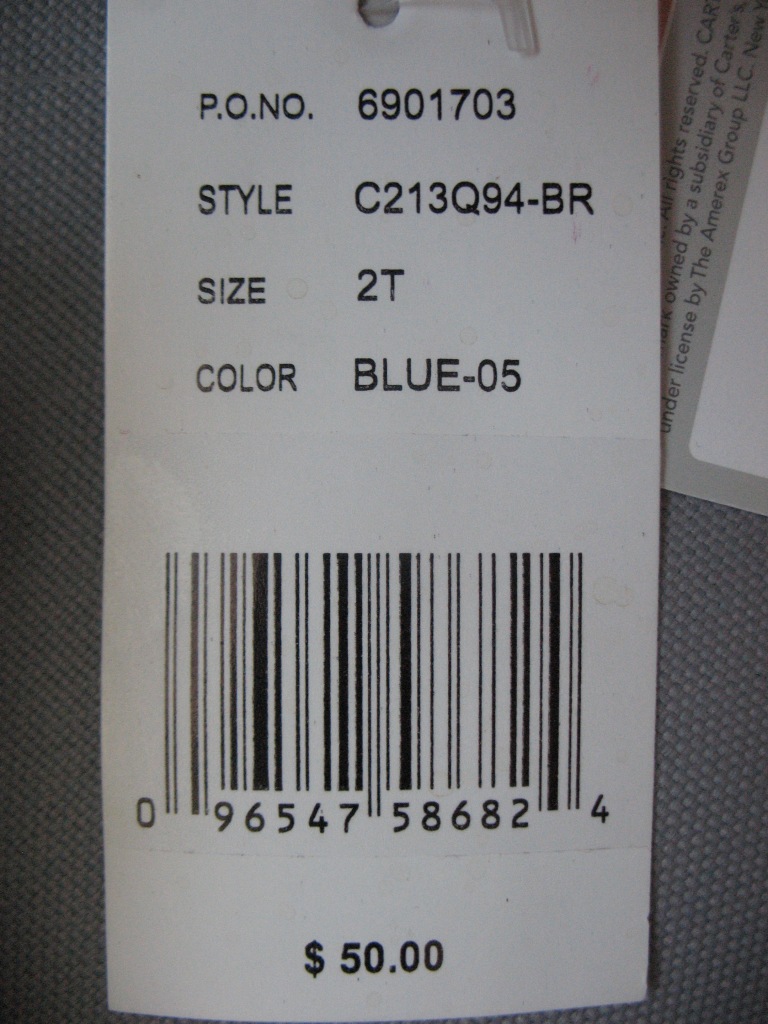 P.O.NO. 6901703
STYLE C213Q94-BR
SIZE 2T
COLOR BLUE-05
0 96547 58682 4
$ 50.00
All rights reserved. CAR
owned by a subsidiary of Carter's,
under license by The Amerex Group LLC. New